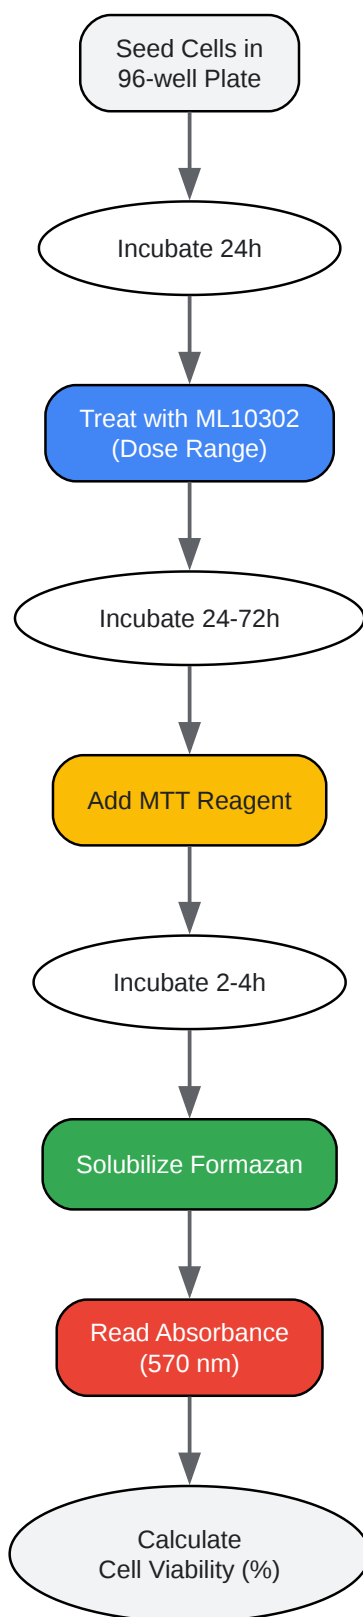 Seed Cells in
96-well Plate
Incubate 24h
Treat with ML10302
(Dose Range)
Incubate 24-72h
Add MTT Reagent
Incubate 2-4h
Solubilize Formazan
Read Absorbance
(570 nm)
Calculate
Cell Viability (%)